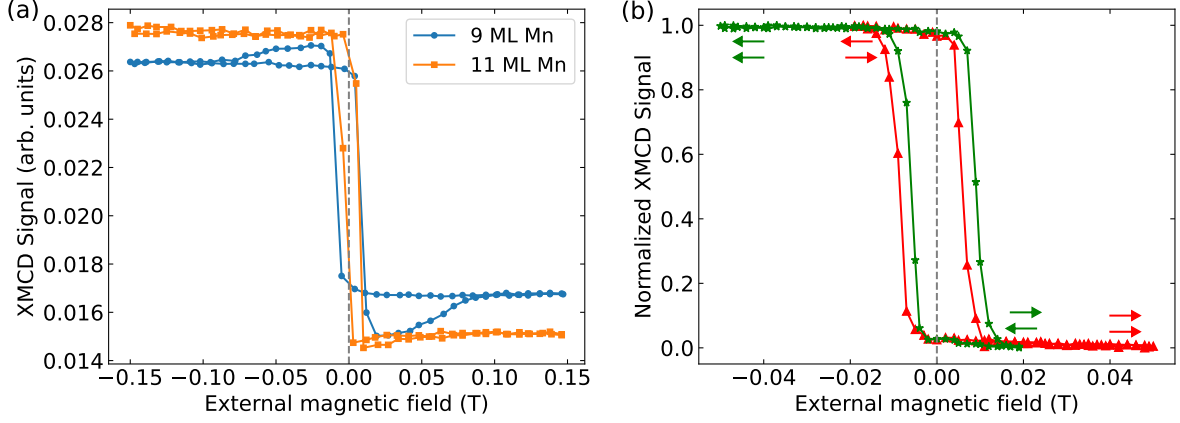 (a)
XMCD Signal (arb. units)
0.028
0.026
0.024
0.022
0.020
0.018
0.016
0.014
9 ML Mn
11 ML Mn
−0.15 −0.10 −0.05 0.00 0.05 0.10 0.15
External magnetic field (T)
(b)
Normalized XMCD Signal
1.0
0.8
0.6
0.4
0.2
0.0
−0.04 −0.02 0.00 0.02 0.04
External magnetic field (T)